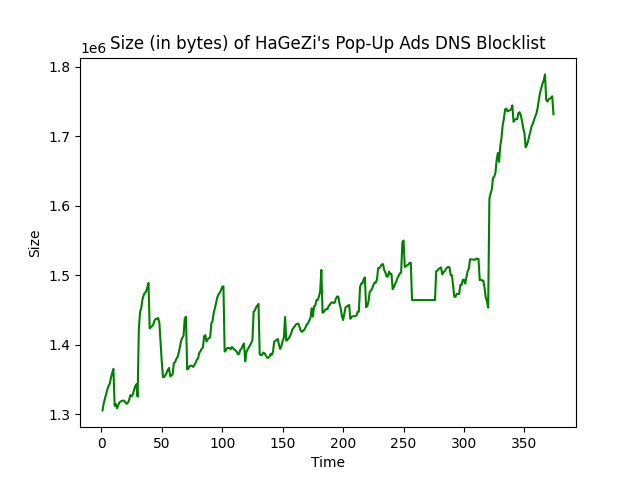 Size (in bytes) of HaGeZi's Pop-Up Ads DNS Blocklist
1e6
1.8
1.7
1.6
1.5
1.4
1.3
Size
0 50 100 150 200 250 300 350
Time